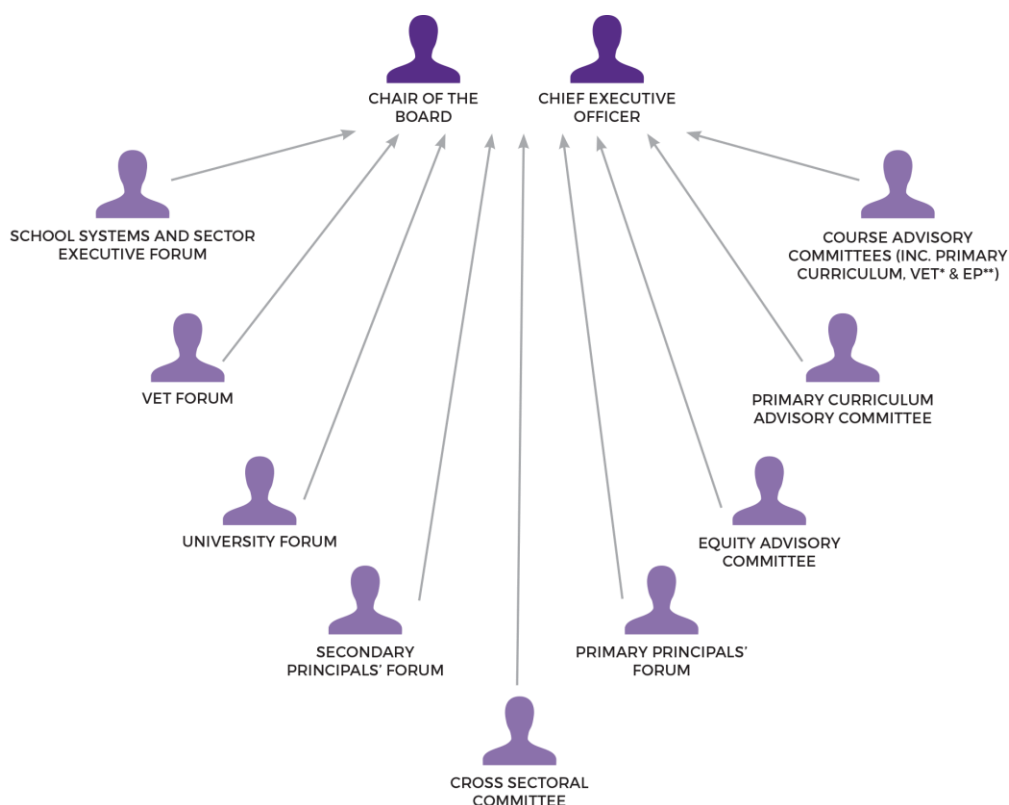 CHAIR OF THE
BOARD
CHIEF EXECUTIVE
OFFICER
SCHOOL SYSTEMS AND SECTOR
EXECUTIVE FORUM
COURSE ADVISORY
COMMITTEES (INC. PRIMARY
CURRICULUM, VET* & EP**)
VET FORUM
PRIMARY CURRICULUM
ADVISORY COMMITTEE
UNIVERSITY FORUM
EQUITY ADVISORY
COMMITTEE
SECONDARY
PRINCIPALS’ FORUM
PRIMARY PRINCIPALS’
FORUM
CROSS SECTORAL
COMMITTEE